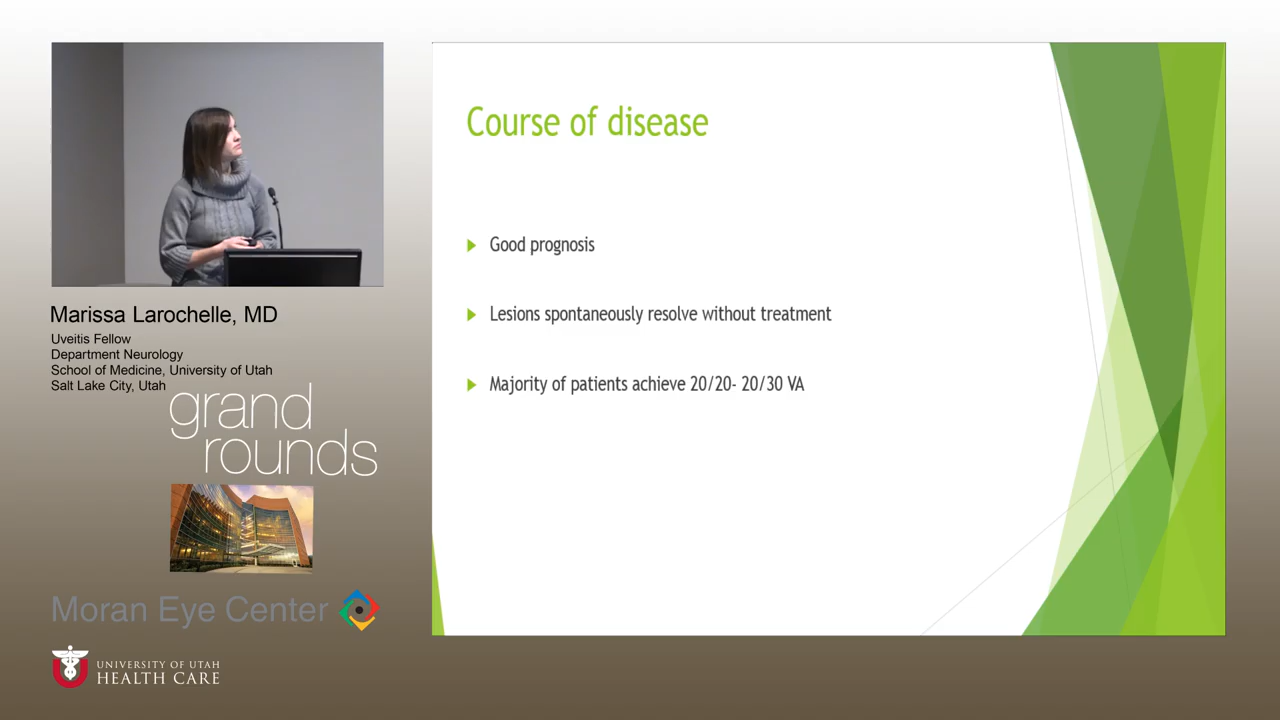 Course of disease
Good prognosis
Lesions spontaneously resolve without treatment
Majority of patients achieve 20/20- 20/30 VA
Marissa Larochelle, MD
Uveitis Fellow
Department Neurology
School of Medicine, University of Utah
Salt Lake City, Utah
grand
rounds
Moran Eye Center
UNIVERSITY OF UTAH
HEALTH CARE